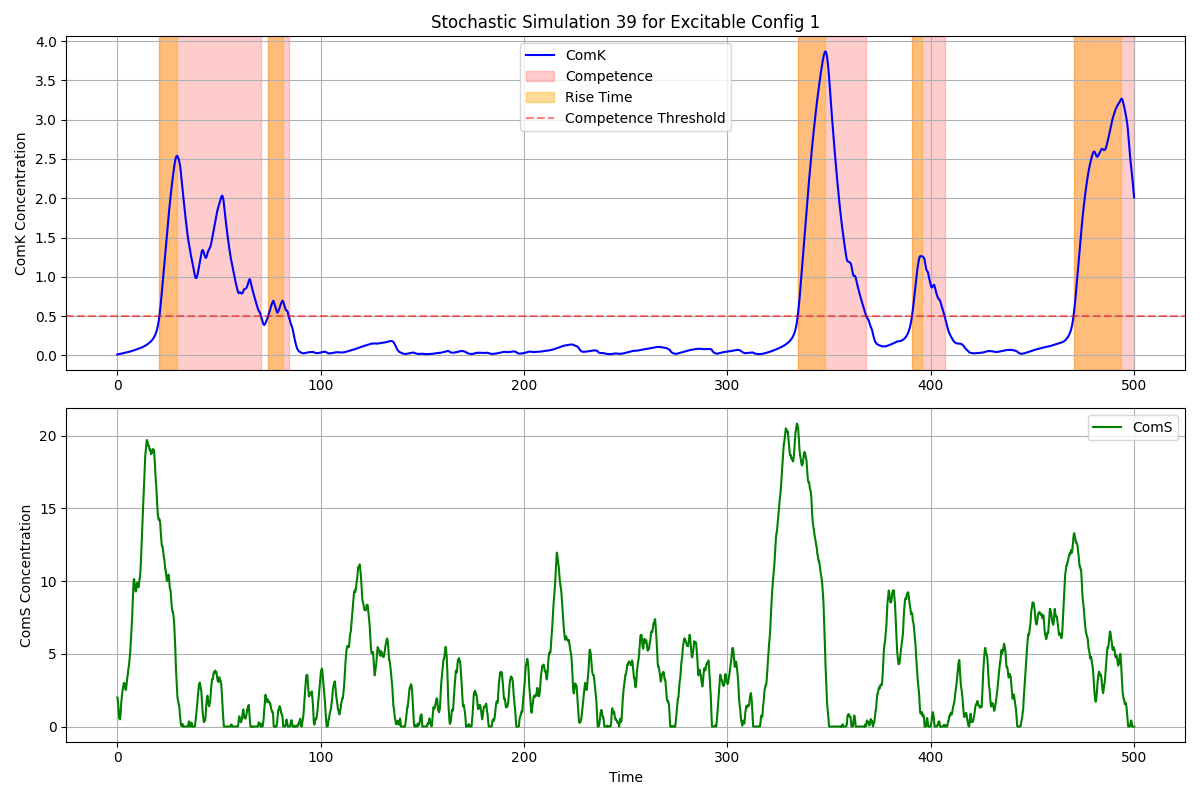 Stochastic Simulation 39 for Excitable Config 1
ComK Concentration
4.0
3.5
3.0
2.5
2.0
1.5
1.0
0.5
0.0
ComK
Competence
Rise Time
Competence Threshold
0 100 200 300 400 500
ComS Concentration
20
15
10
5
0
ComS
0 100 200 300 400 500
Time